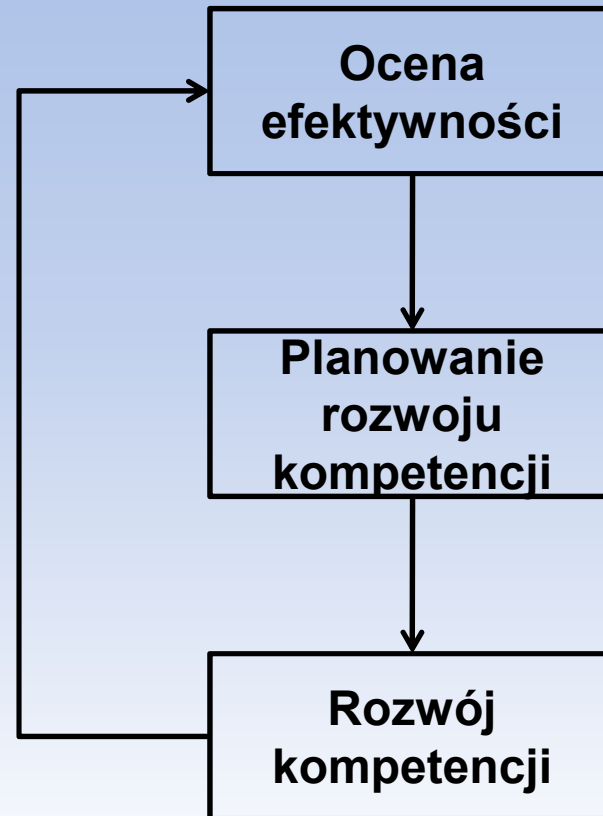 Ocena
efektywności
Planowanie
rozwoju
kompetencji
Rozwój
kompetencji